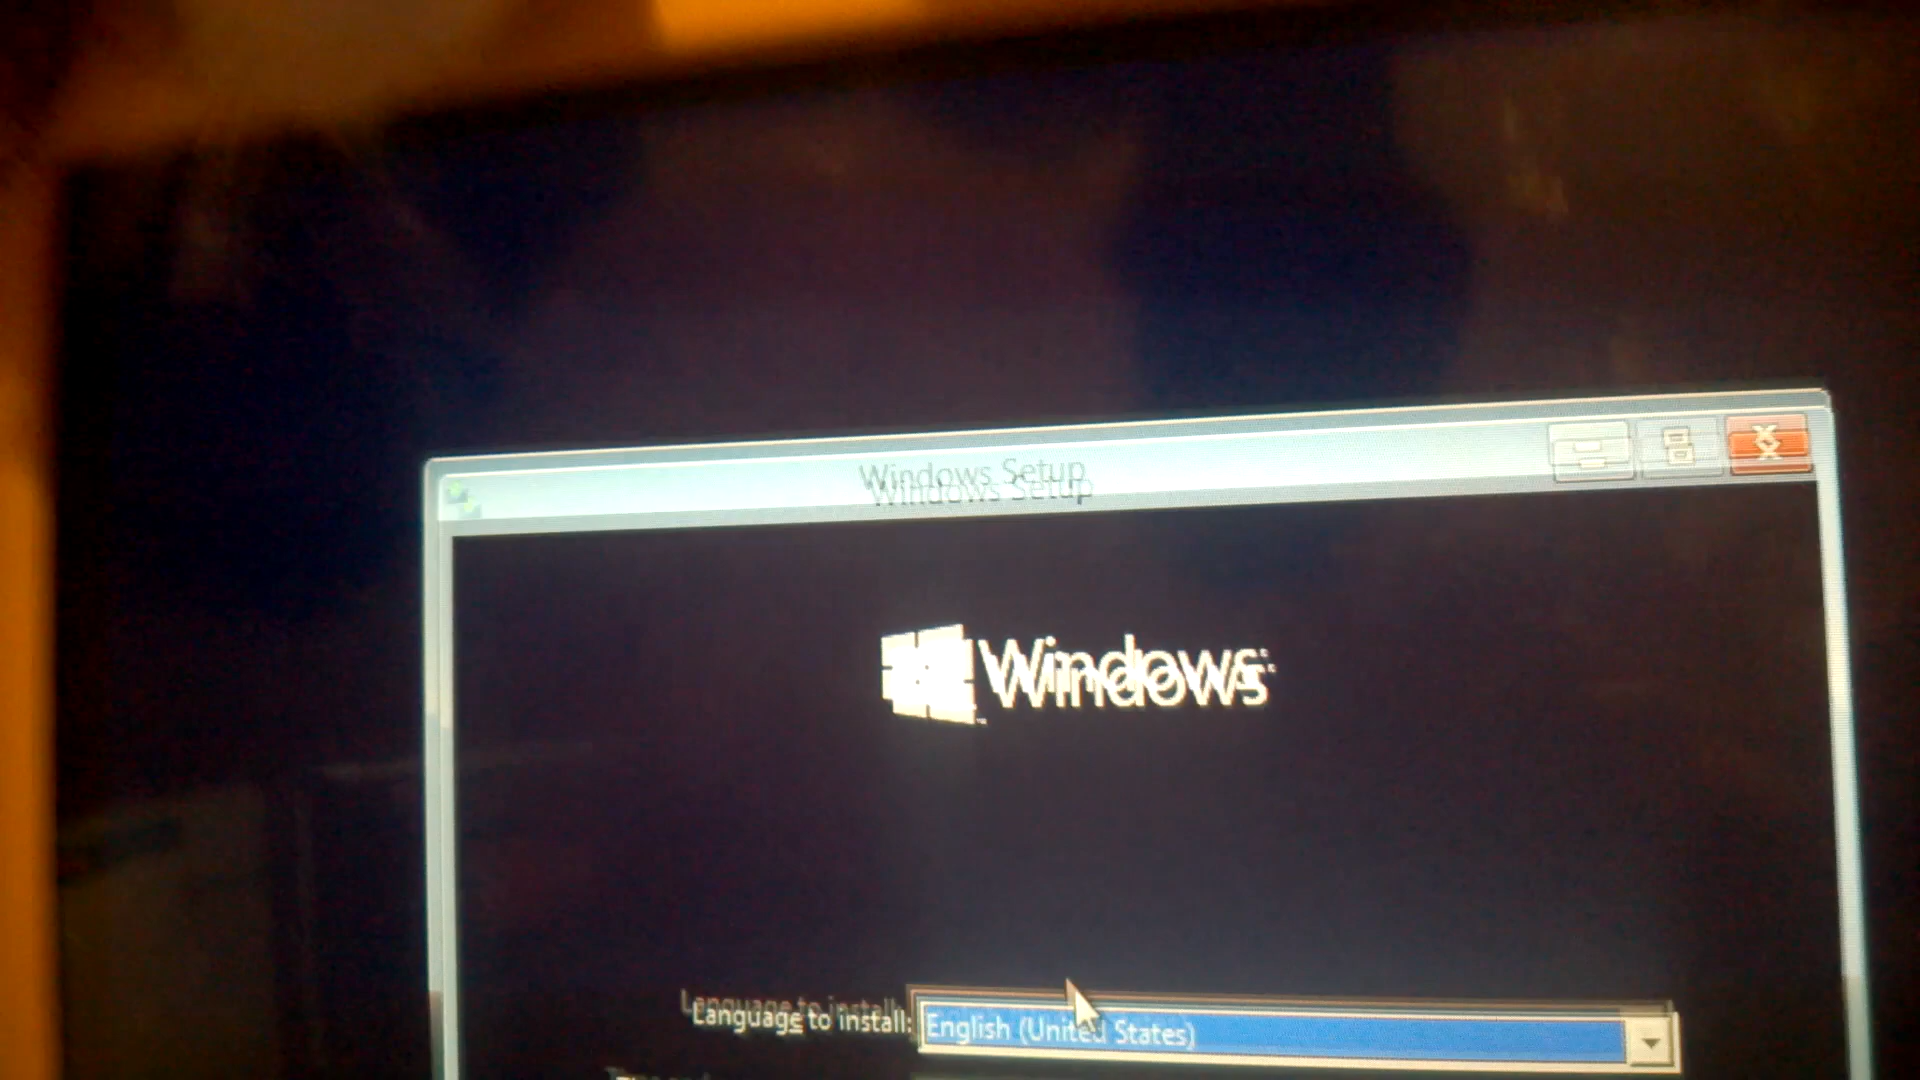 Windows Setup
Windows
Language to install: English (United States)